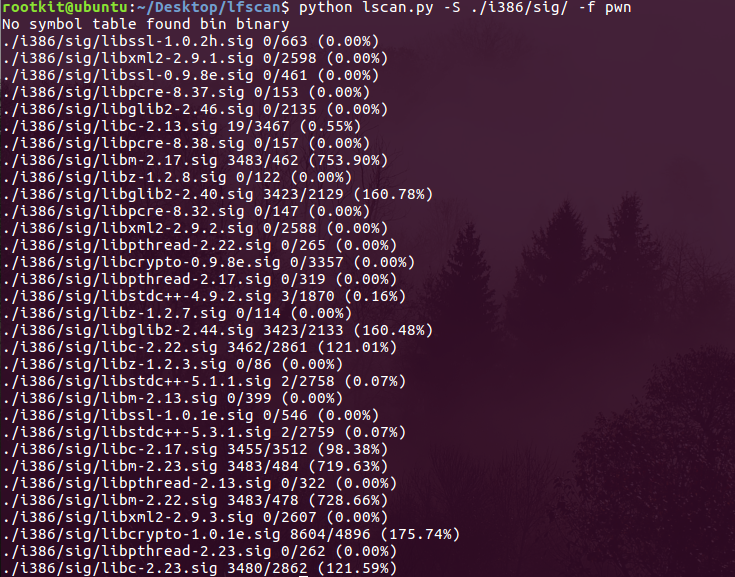 rootkit@ubuntu:~/Desktop/lfscan$ python lscan.py -S ./i386/sig/ -f pwn
No symbol table found bin binary
./i386/sig/libssl-1.0.2h.sig 0/663 (0.00%)
./i386/sig/libxml2-2.9.1.sig 0/2598 (0.00%)
./i386/sig/libssl-0.9.8e.sig 0/461 (0.00%)
./i386/sig/libpcre-8.37.sig 0/153 (0.00%)
./i386/sig/libglib2-2.46.sig 0/2135 (0.00%)
./i386/sig/libc-2.13.sig 19/3467 (0.55%)
./i386/sig/libpcre-8.38.sig 0/157 (0.00%)
./i386/sig/libm-2.17.sig 3483/462 (753.90%)
./i386/sig/libz-1.2.8.sig 0/122 (0.00%)
./i386/sig/libglib2-2.40.sig 3423/2129 (160.78%)
./i386/sig/libpcre-8.32.sig 0/147 (0.00%)
./i386/sig/libxml2-2.9.2.sig 0/2588 (0.00%)
./i386/sig/libpthread-2.22.sig 0/265 (0.00%)
./i386/sig/libcrypto-0.9.8e.sig 0/3357 (0.00%)
./i386/sig/libpthread-2.17.sig 0/319 (0.00%)
./i386/sig/libstdc++-4.9.2.sig 3/1870 (0.16%)
./i386/sig/libz-1.2.7.sig 0/114 (0.00%)
./i386/sig/libglib2-2.44.sig 3423/2133 (160.48%)
./i386/sig/libc-2.22.sig 3462/2861 (121.01%)
./i386/sig/libz-1.2.3.sig 0/86 (0.00%)
./i386/sig/libstdc++-5.1.1.sig 2/2758 (0.07%)
./i386/sig/libm-2.13.sig 0/399 (0.00%)
./i386/sig/libssl-1.0.1e.sig 0/546 (0.00%)
./i386/sig/libstdc++-5.3.1.sig 2/2759 (0.07%)
./i386/sig/libc-2.17.sig 3455/3512 (98.38%)
./i386/sig/libm-2.23.sig 3483/484 (719.63%)
./i386/sig/libpthread-2.13.sig 0/322 (0.00%)
./i386/sig/libm-2.22.sig 3483/478 (728.66%)
./i386/sig/libxml2-2.9.3.sig 0/2607 (0.00%)
./i386/sig/libcrypto-1.0.1e.sig 8604/4896 (175.74%)
./i386/sig/libpthread-2.23.sig 0/262 (0.00%)
./i386/sig/libc-2.23.sig 3480/2862 (121.59%)